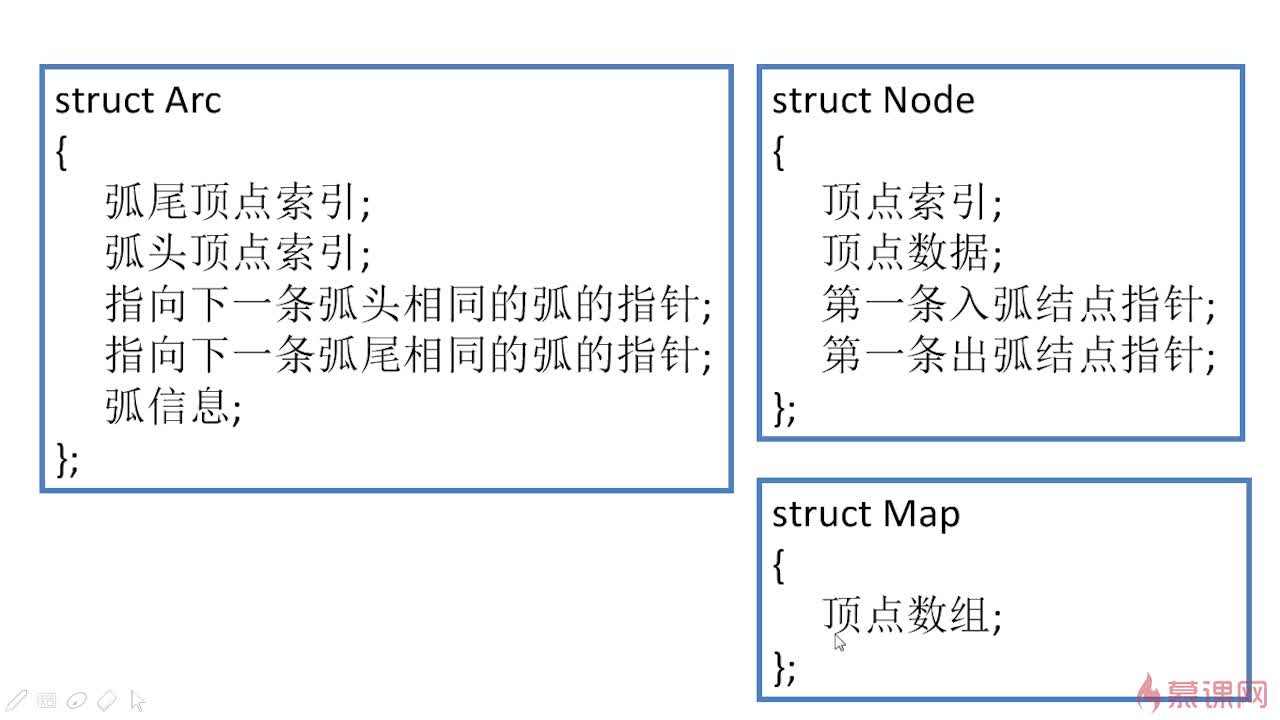 struct Arc
{
弧尾顶点索引;
弧头顶点索引;
指向下一条弧头相同的弧的指针;
指向下一条弧尾相同的弧的指针;
弧信息;
};
struct Node
{
顶点索引;
顶点数据;
第一条入弧结点指针;
第一条出弧结点指针;
};
struct Map
{
顶点数组;
};
慕课网